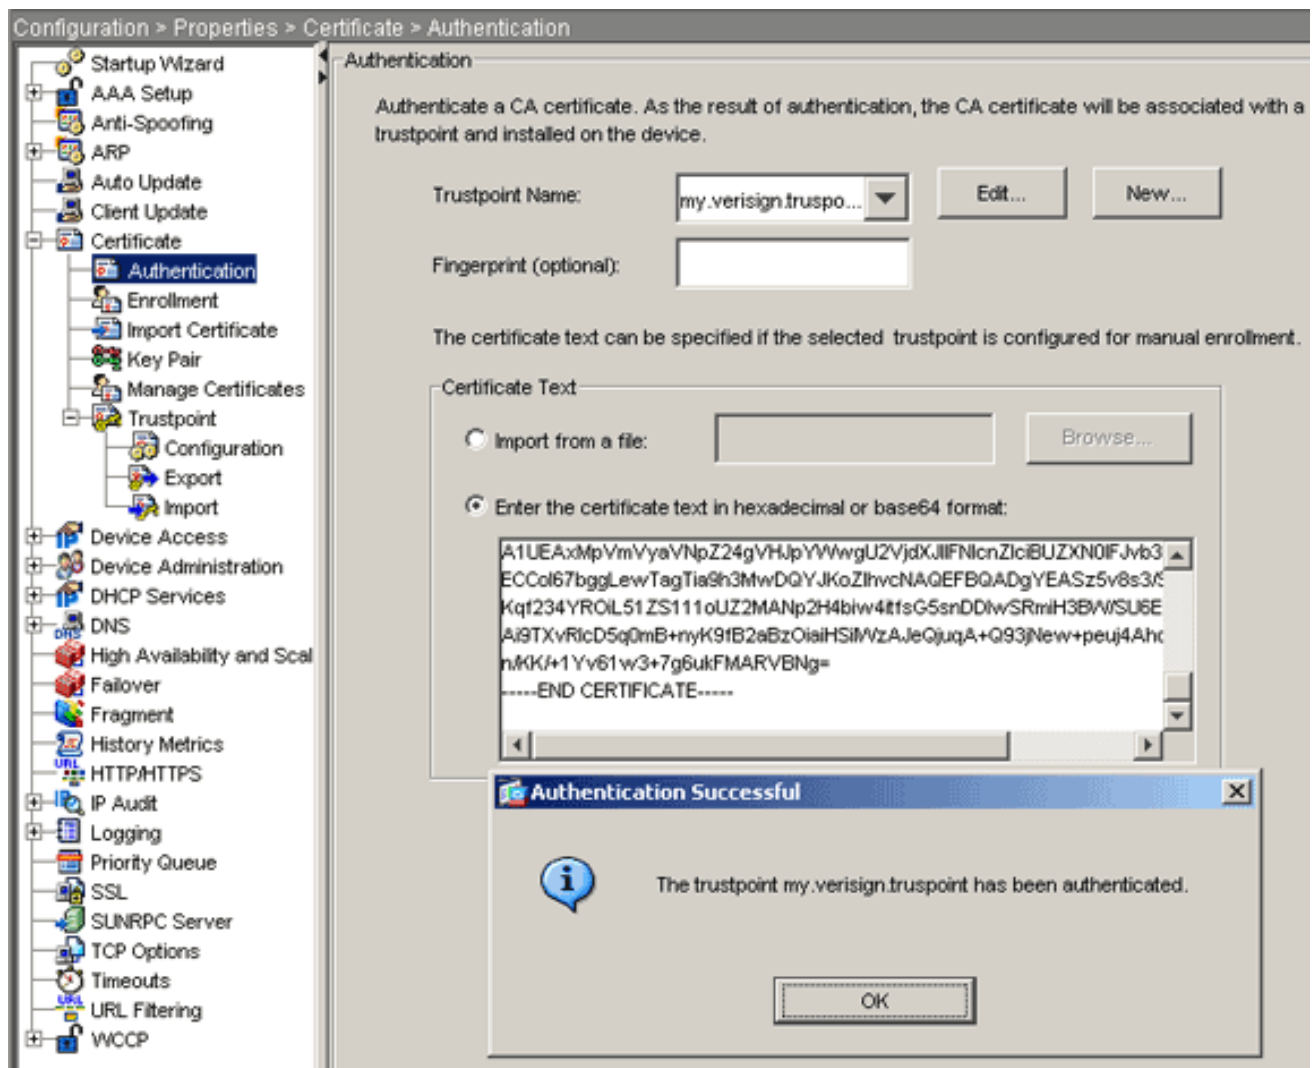 Configuration > Properties > Certificate > Authentication
Startup Wizard
AAA Setup
Anti-Spoofing
ARP
Auto Update
Client Update
Certificate
Authentication
Enrollment
Import Certificate
Key Pair
Manage Certificates
Trustpoint
Configuration
Export
Import
Device Access
Device Administration
DHCP Services
DNS
High Availability and Scal
Failover
Fragment
History Metrics
HTTP/HTTPS
IP Audit
Logging
Priority Queue
SSL
SUNRPC Server
TCP Options
Timeouts
URL Filtering
WCCP
Authentication
Authenticate a CA certificate. As the result of authentication, the CA certificate will be associated with a
trustpoint and installed on the device.
Trustpoint Name:
my.verisign.truspo...
Edit...
New...
Fingerprint (optional):
The certificate text can be specified if the selected trustpoint is configured for manual enrollment.
Certificate Text
Import from a file:
Browse...
Enter the certificate text in hexadecimal or base64 format:
n/KK/+1Yv61w3+7g6ukFMARVBNg=
-----END CERTIFICATE-----
Authentication Successful
The trustpoint my.verisign.truspoint has been authenticated.
OK